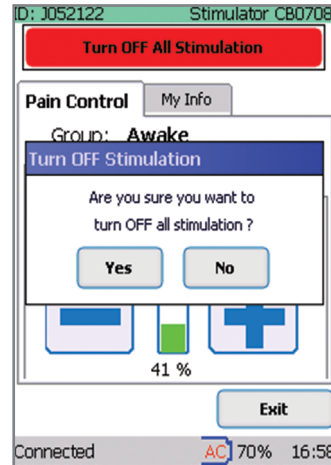 ID: J052122 Stimulator CB0708
Turn OFF All Stimulation
Pain Control My Info
Group: Awake
Turn OFF Stimulation
Are you sure you want to
turn OFF all stimulation ?
Yes No
41 %
Exit
Connected AC 70% 16:58